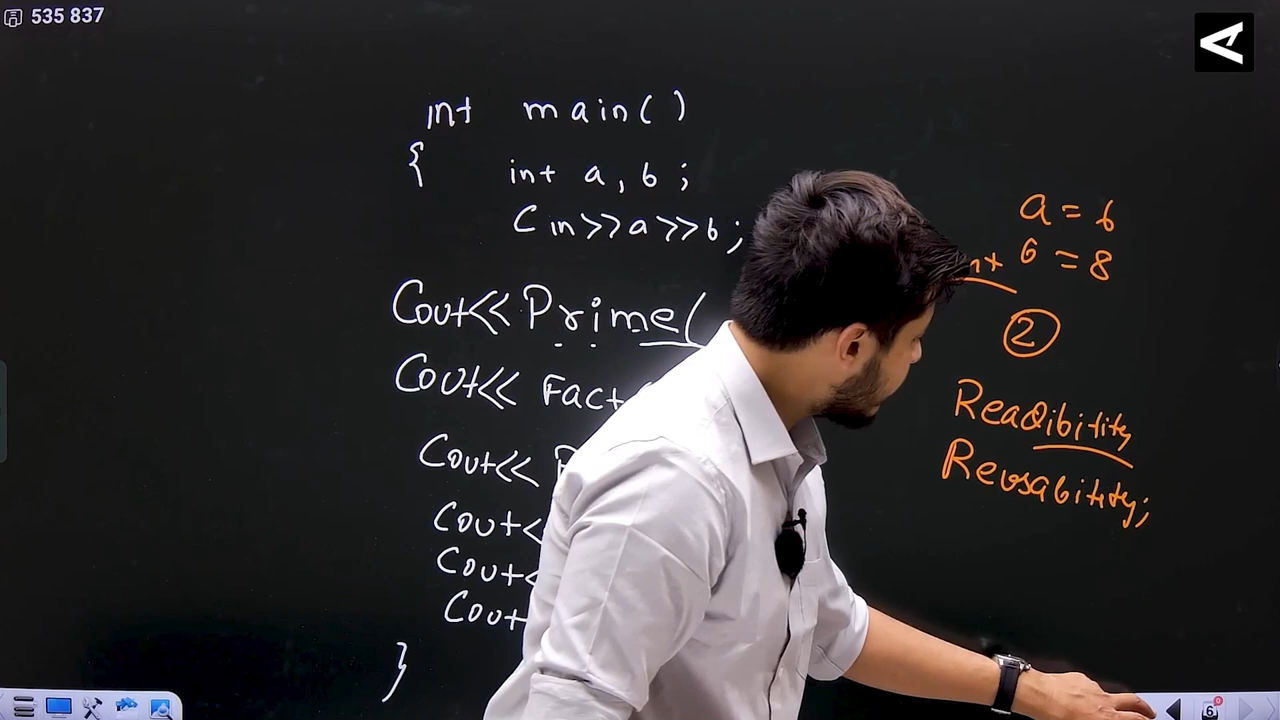 535 837
int main()
{ int a, b ;
Cin>>a>>b ;
Cout<< Prime(
Cout<< Fact
Cout<<
Cout<
Cout<
Cout
}
a = 6
b = 8
2
Readibility
Reusability;
6